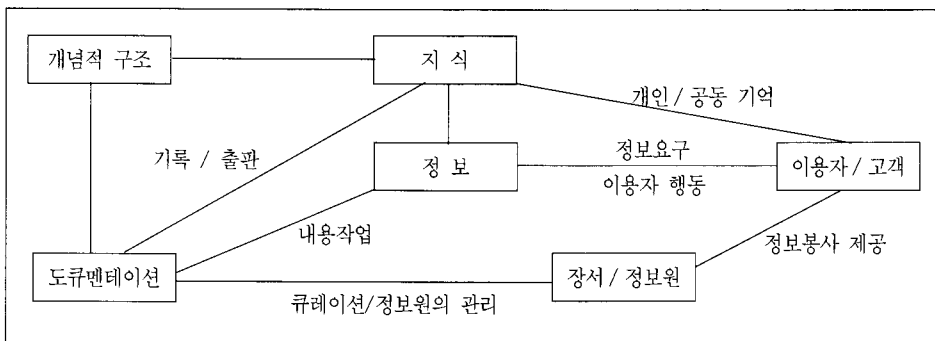 개념적 구조
지 식
개인 / 공동 기억
기록 / 출판
정 보
정보요구
이용자 행동
이용자 / 고객
내용작업
정보봉사 제공
도큐멘테이션
장서 / 정보원
큐레이션/정보원의 관리